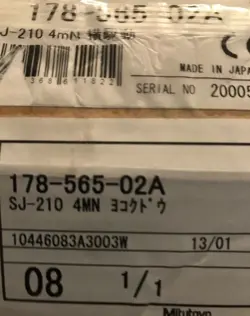 178-565-02A
SJ-210 4mN 横駆動
MADE IN JAPAN
SERIAL NO 20005
178-565-02A
SJ-210 4MN ヨコクドウ
10446083A3003W 13/01
08 1/1
Mitutoyo